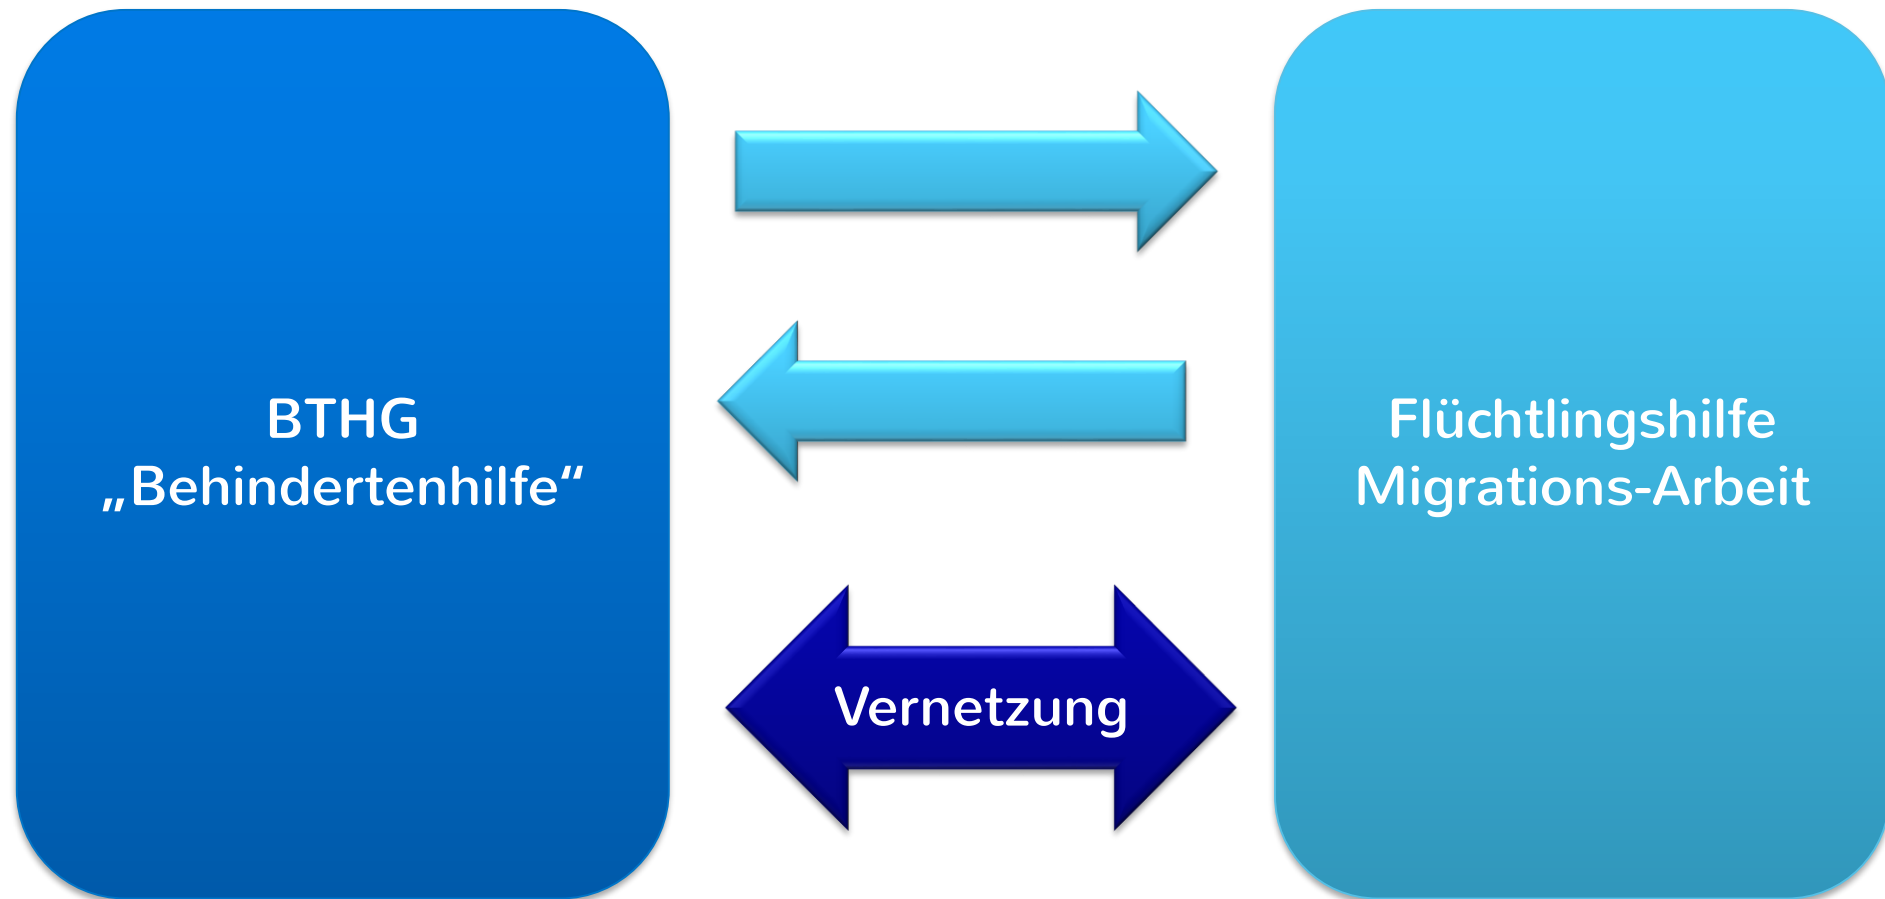 BTHG
„Behindertenhilfe“
Flüchtlingshilfe
Migrations-Arbeit
Vernetzung